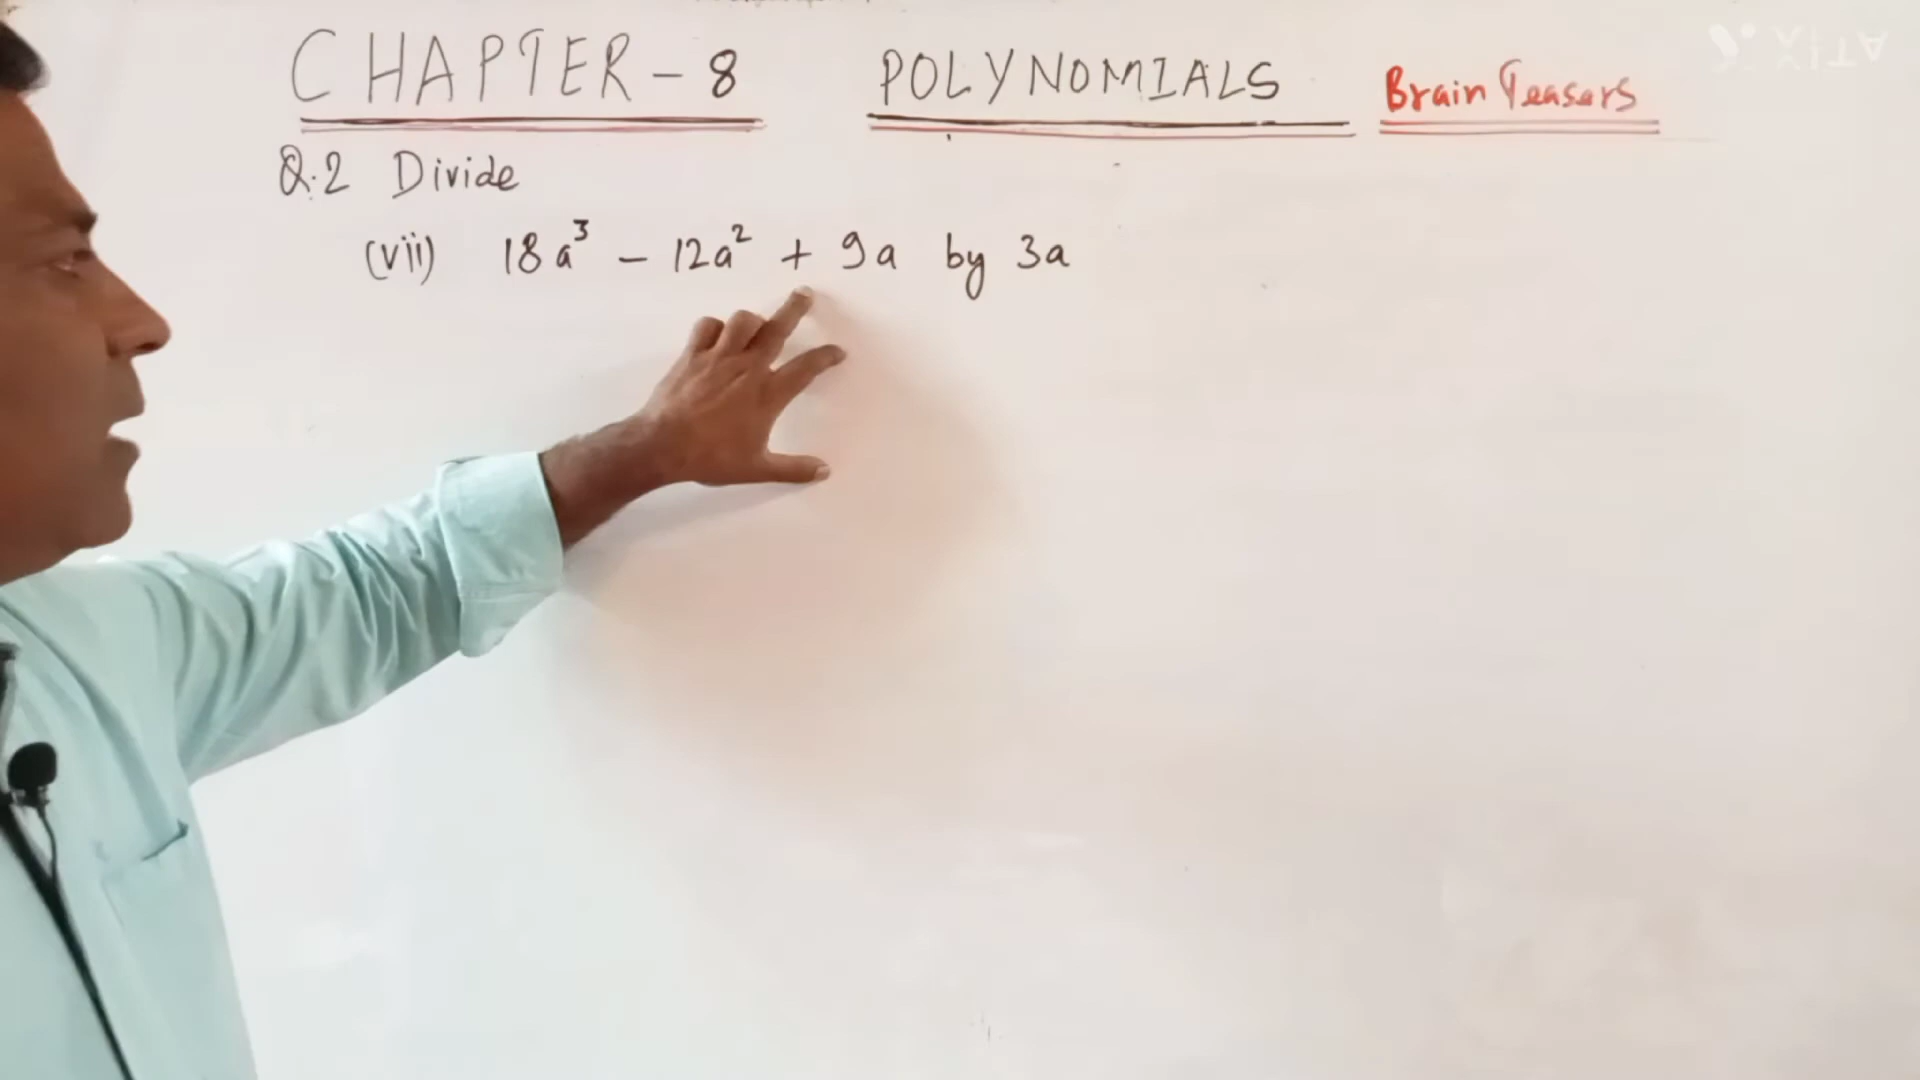 CHAPTER - 8 POLYNOMIALS Brain Teasers
Q.2 Divide
(vii) 18a³ - 12a² + 9a by 3a